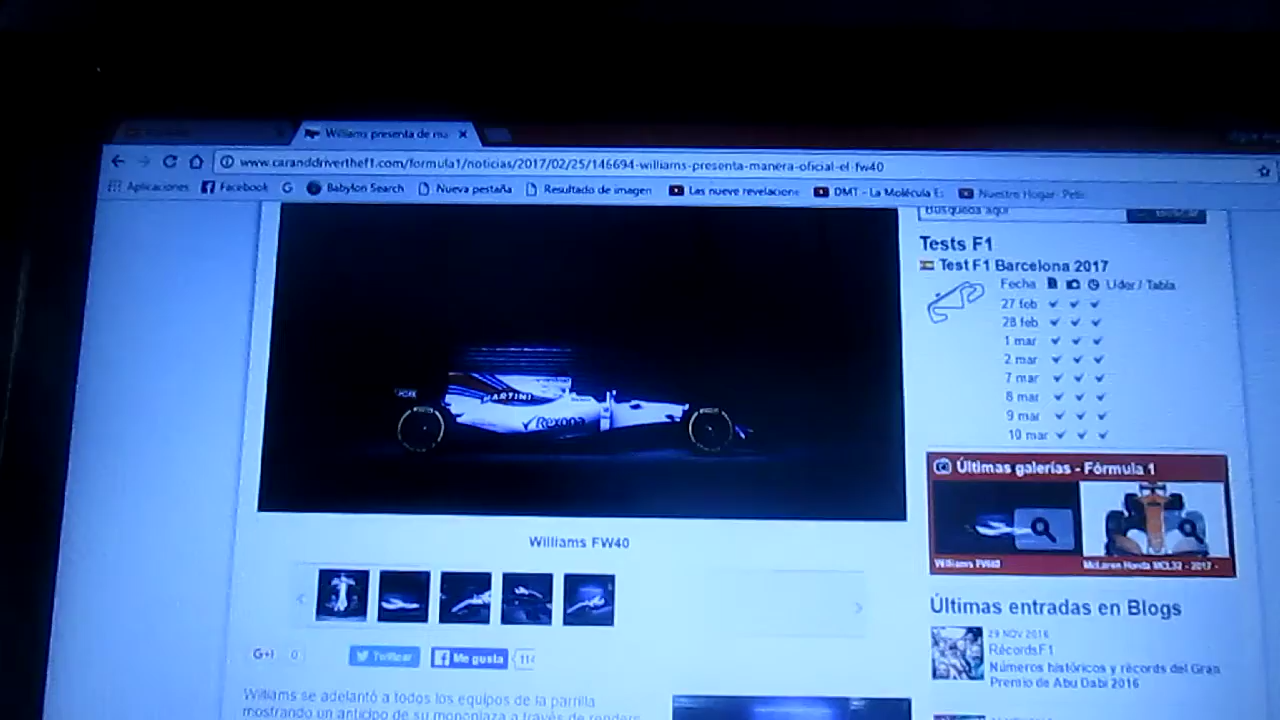 Williams presenta de ma
www.caranddriverthef1.com/formula1/noticias/2017/02/25/146694-williams-presenta-manera-oficial-el-fw40
Aplicaciones Facebook Babylon Search Nueva pestaña Resultado de imagen Las nueve revelacione DMT - La Molécula E: Nuestro Hogar- Pelis
Búsqueda aquí
Tests F1
Test F1 Barcelona 2017
Fecha Líder / Tabla
27 feb
28 feb
1 mar
2 mar
7 mar
8 mar
9 mar
10 mar
MARTINI
Rexona
Williams FW40
Últimas galerías - Fórmula 1
Williams FW40 McLaren Honda MCL32 - 2017 -
G+1 0 Twittear Me gusta 11
Últimas entradas en Blogs
29 NOV 2016
RécordsF1
Números históricos y récords del Gran
Premio de Abu Dabi 2016
Williams se adelantó a todos los equipos de la parrilla
mostrando un anticipo de su monoplaza a través de renders